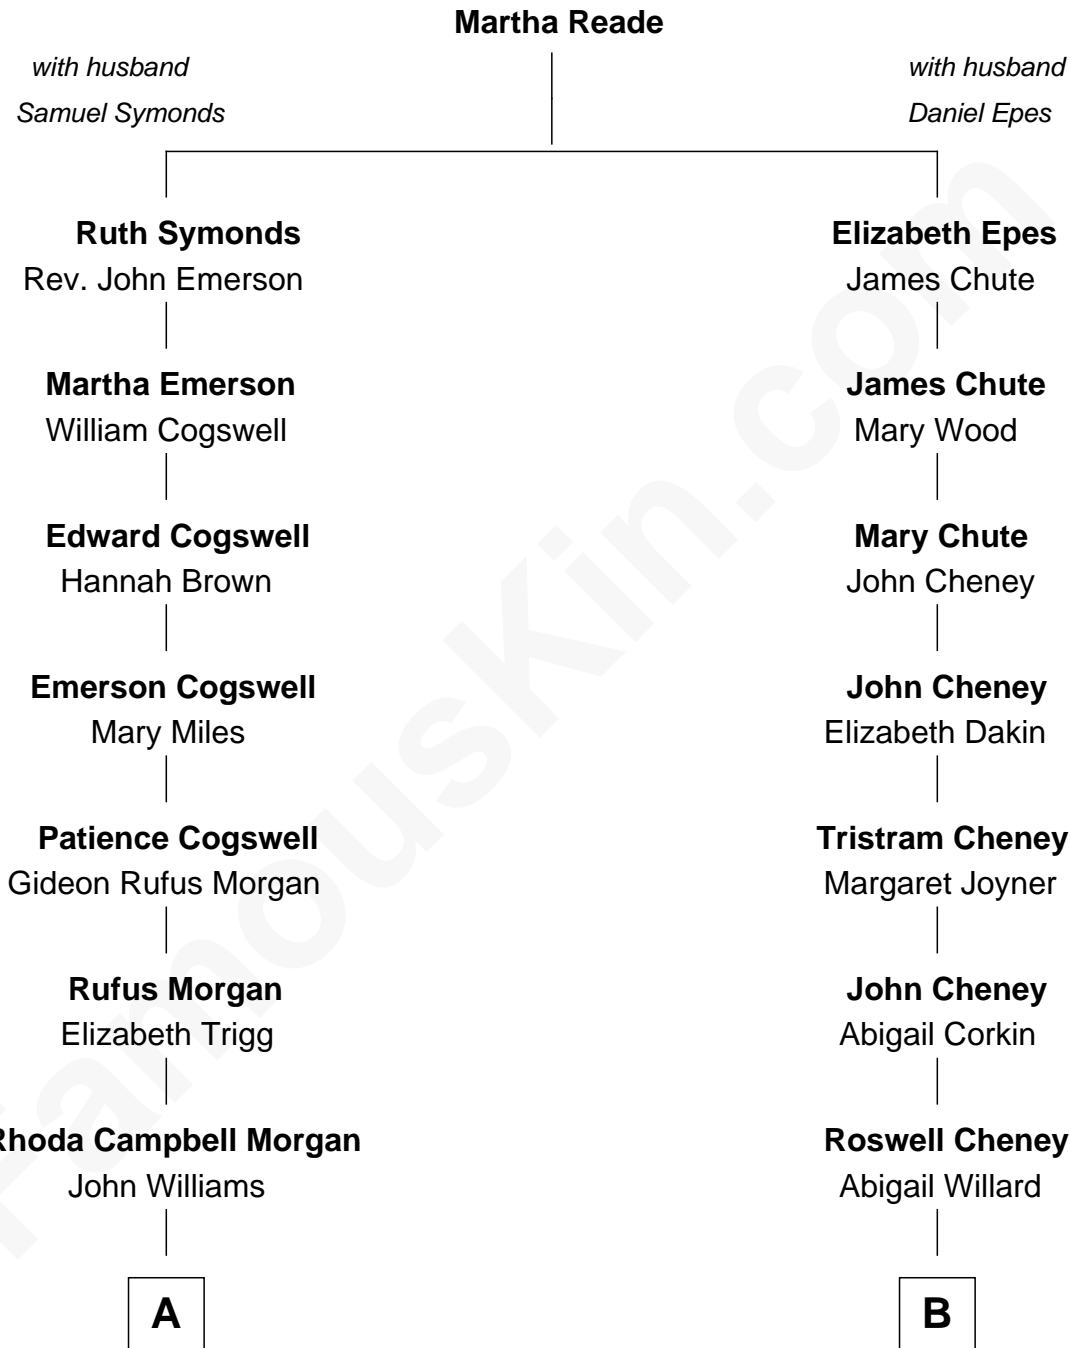 Martha Reade
with husband
Samuel Symonds
with husband
Daniel Epes
Ruth Symonds
Rev. John Emerson
Elizabeth Epes
James Chute
Martha Emerson
William Cogswell
James Chute
Mary Wood
Edward Cogswell
Hannah Brown
Mary Chute
John Cheney
Emerson Cogswell
Mary Miles
John Cheney
Elizabeth Dakin
Patience Cogswell
Gideon Rufus Morgan
Tristram Cheney
Margaret Joyner
Rufus Morgan
Elizabeth Trigg
John Cheney
Abigail Corkin
Rhoda Campbell Morgan
John Williams
Roswell Cheney
Abigail Willard
A
B
FamousKin.com